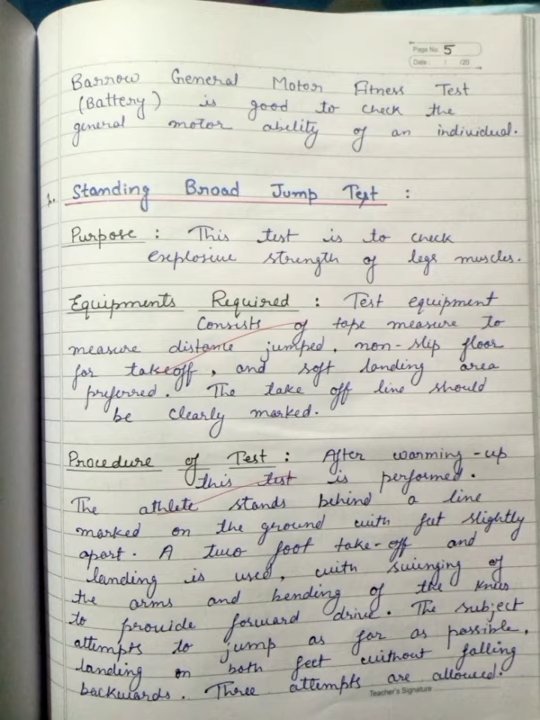 Page No. 5
Date: / /20
Barrow General Motor Fitness Test
(Battery) is good to check the
general motor ability of an individual.
1. Standing Broad Jump Test :
Purpose : This test is to check
explosive strength of legs muscles.
Equipments Required : Test equipment
Consists of tape measure to
measure distance jumped, non-slip floor
for takeoff, and soft landing area
preferred. The take off line should
be clearly marked.
Procedure of Test : After warming-up
this test is performed.
The athlete stands behind a line
marked on the ground with fut slightly
apart. A two foot take-off and
landing is used, with swinging of
the arms and bending of the knees
to provide forward drive. The subject
attempts to jump as far as possible,
landing on both feet without falling
backwards. Three attempts are allowed.
Teacher's Signature